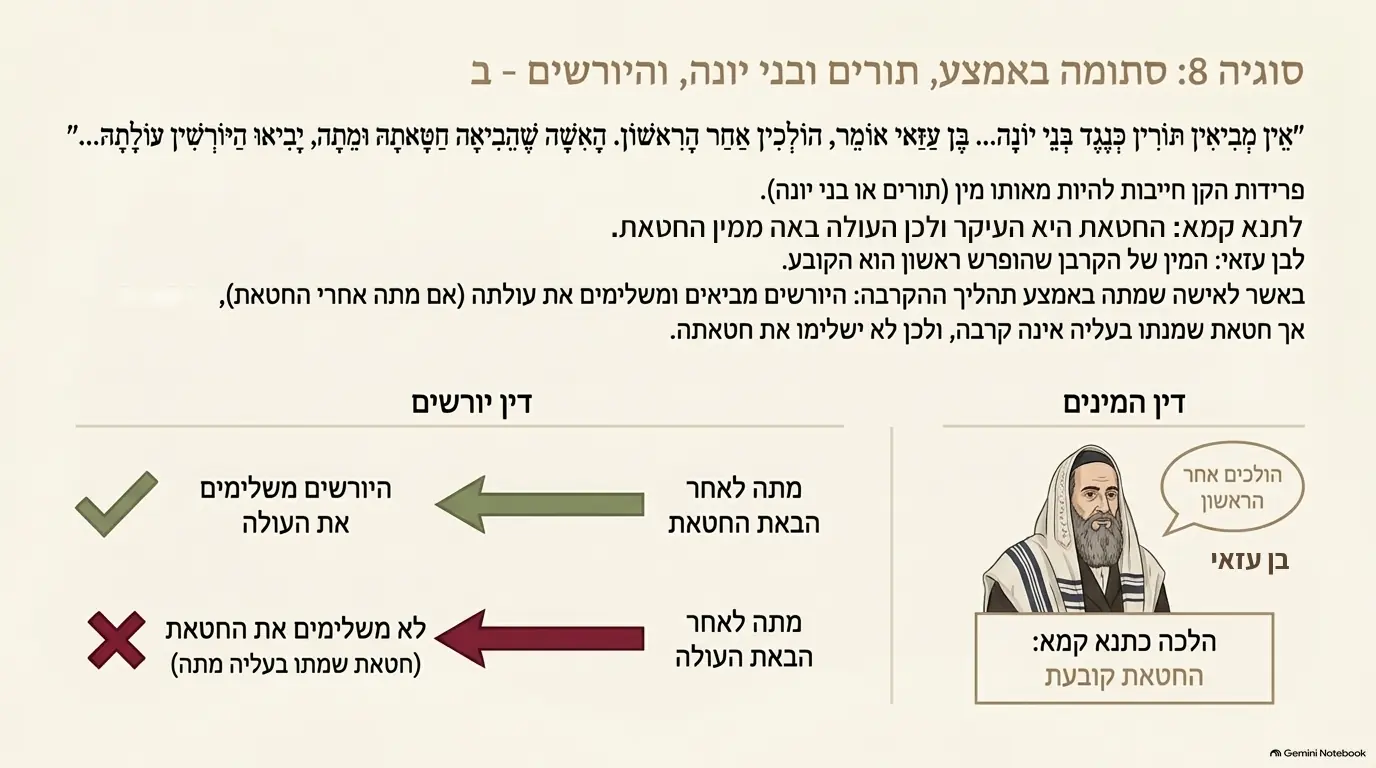 סוגיה 8: סתומה באמצע, תורים ובני יונה, והיורשים - ב
"אֵין מְבִיאִין תּוֹרִין כְּנֶגֶד בְּנֵי יוֹנָה... בֶּן עַזַּאי אוֹמֵר, הוֹלְכִין אַחַר הָרִאשׁוֹן. הָאִשָּׁה שֶׁהֵבִיאָה חַטָּאתָהּ וּמֵתָה, יָבִיאוּ הַיּוֹרְשִׁין עוֹלָתָהּ..."
פרידות הקן חייבות להיות מאותו מין (תורים או בני יונה).
לתנא קמא: החטאת היא העיקר ולכן העולה באה ממין החטאת.
לבן עזאי: המין של הקרבן שהופרש ראשון הוא הקובע.
באשר לאישה שמתה באמצע תהליך ההקרבה: היורשים מביאים ומשלימים את עולתה (אם מתה אחרי החטאת),
אך חטאת שמנתו בעליה אינה קרבה, ולכן לא ישלימו את חטאתה.
דין המינים
הולכים אחר
הראשון
בן עזאי
הלכה כתנא קמא:
החטאת קובעת
דין יורשים
מתה לאחר
הבאת החטאת
היורשים משלימים
את העולה
מתה לאחר
הבאת העולה
לא משלימים את החטאת
(חטאת שמתו בעליה מתה)
Gemini Notebook